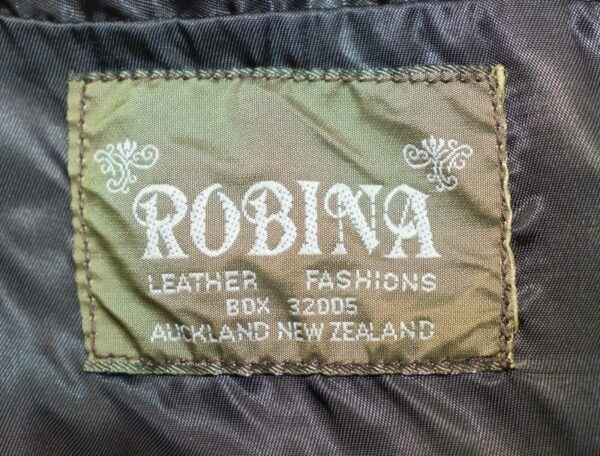 ROBINA
LEATHER FASHIONS
BOX 32005
AUCKLAND NEW ZEALAND